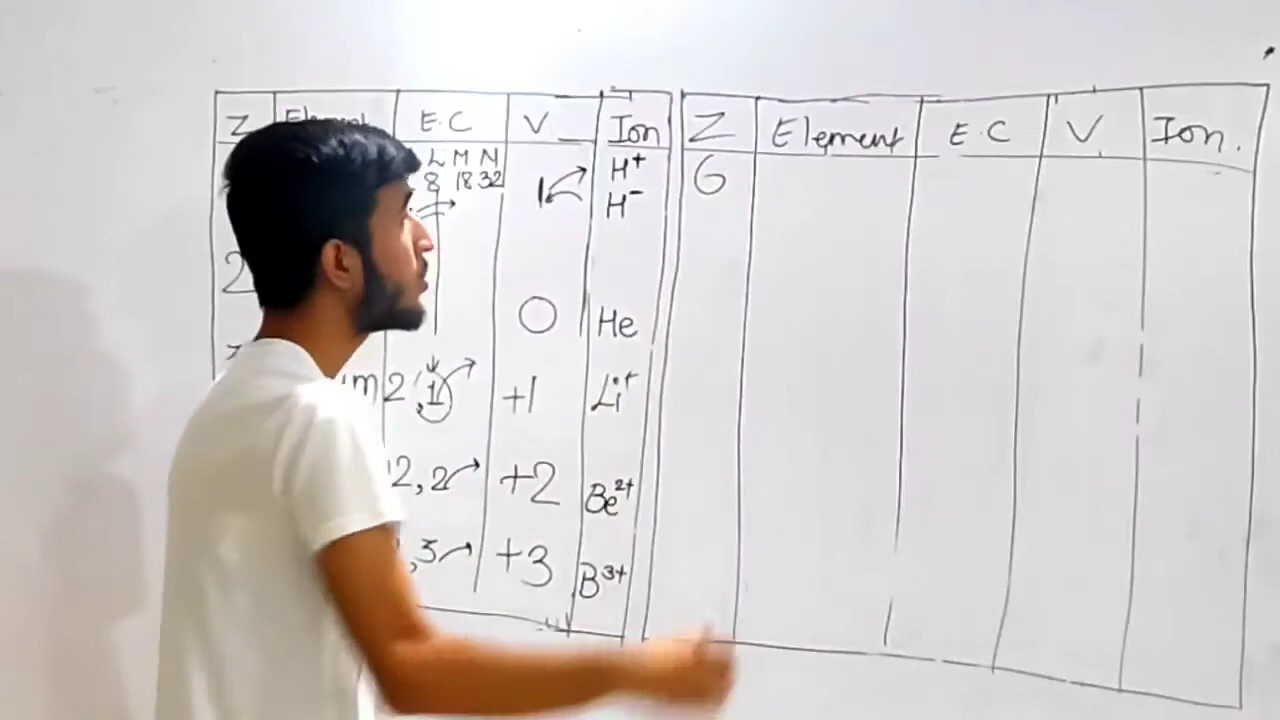 Z E.C V Ion
L M N
8 18 32
1 H+
H-
2
0 He
m 2,1 +1 Li+
2,2 +2 Be2+
,3 +3 B3+
Z Element E.C V Ion.
6